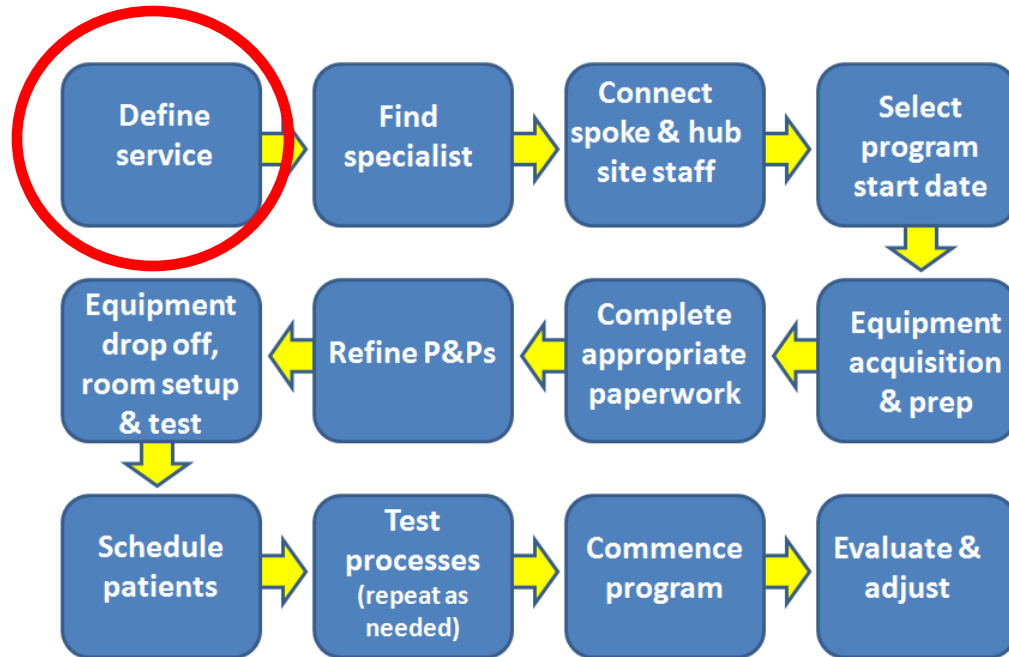 Define
service
Find
specialist
Connect
spoke & hub
site staff
Select
program
start date
Equipment
drop off,
room setup
& test
Refine P&Ps
Complete
appropriate
paperwork
Equipment
acquisition
& prep
Schedule
patients
Test
processes
(repeat as
needed)
Commence
program
Evaluate &
adjust